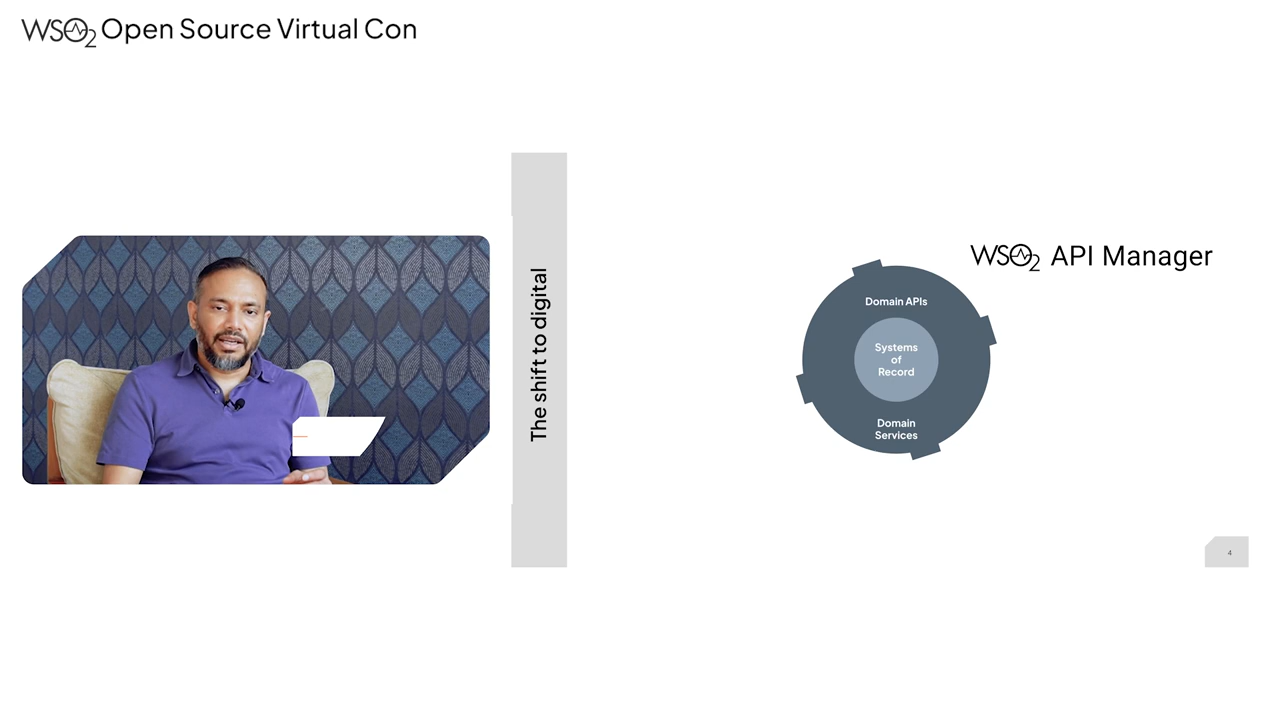 WSO2 Open Source Virtual Con
The shift to digital
WSO2 API Manager
Domain APIs
Systems
of
Record
Domain
Services
4